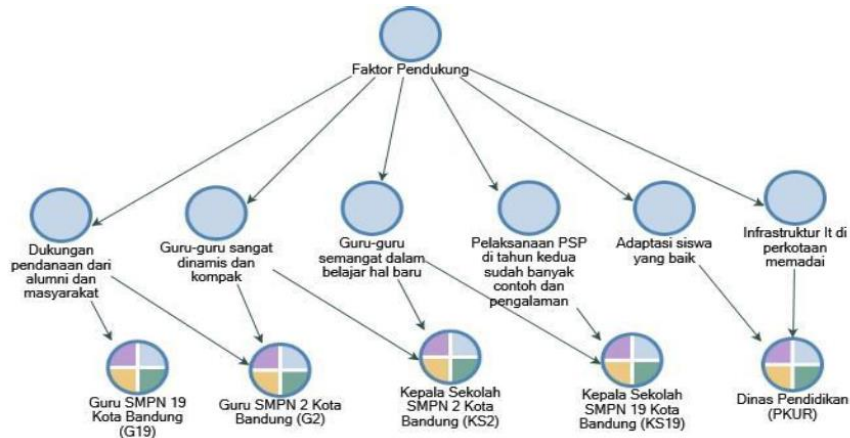 Faktor Pendukung
Dukungan
pendanaan dari
alumni dan
masyarakat
Guru-guru sangat
dinamis dan
kompak
Guru-guru
semangat dalam
belajar hal baru
Pelaksanaan PSP
di tahun kedua
sudah banyak
contoh dan
pengalaman
Adaptasi siswa
yang baik
Infrastruktur It di
perkotaan
memadai
Guru SMPN 19
Kota Bandung
(G19)
Guru SMPN 2 Kota
Bandung (G2)
Kepala Sekolah
SMPN 2 Kota
Bandung (KS2)
Kepala Sekolah
SMPN 19 Kota
Bandung (KS19)
Dinas Pendidikan
(PKUR)